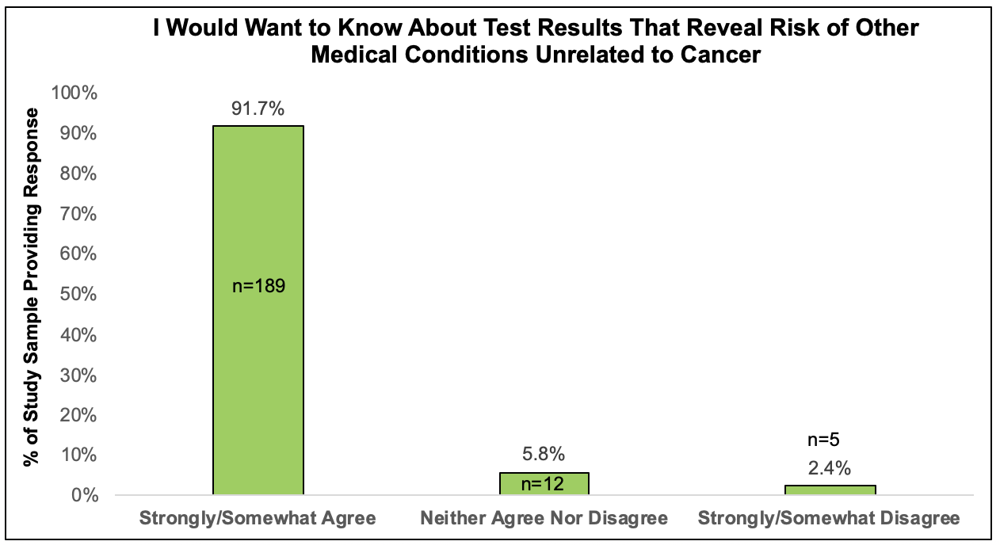 I Would Want to Know About Test Results That Reveal Risk of Other
Medical Conditions Unrelated to Cancer
% of Study Sample Providing Response
100%
90%
80%
70%
60%
50%
40%
30%
20%
10%
0%
91.7%
n=189
5.8%
n=12
n=5
2.4%
Strongly/Somewhat Agree
Neither Agree Nor Disagree
Strongly/Somewhat Disagree